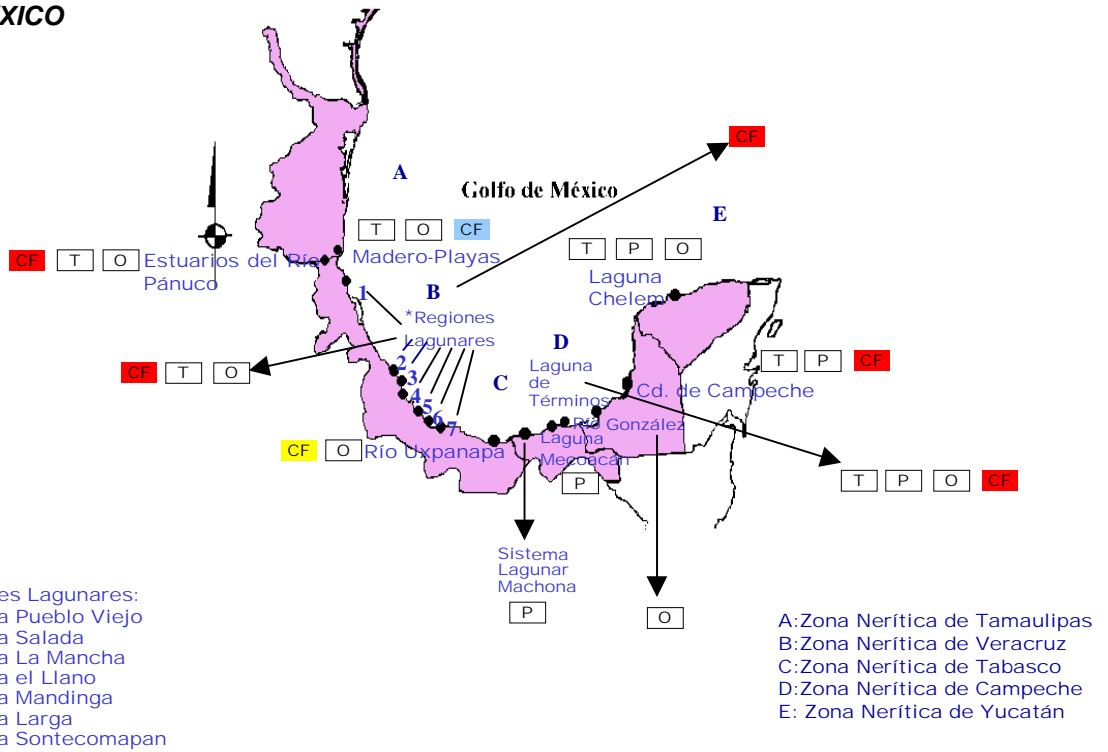 XICO
A
Golfo de México
CF
E
T O CF
Madero-Playas
T P O
Laguna
Chelem
CF T O Estuarios del Río
Pánuco
1
B
*Regiones
Lagunares
CF T O
2
3
4
5
6
7
C
D
Laguna
de
Términos
T P CF
Cd. de Campeche
CF O Río Uxpanapa
Río González
Laguna
Mecoacán
P
T P O CF
Sistema
Lagunar
Machona
P
O
es Lagunares:
a Pueblo Viejo
a Salada
a La Mancha
a el Llano
a Mandinga
a Larga
a Sontecomapan
A:Zona Nerítica de Tamaulipas
B:Zona Nerítica de Veracruz
C:Zona Nerítica de Tabasco
D:Zona Nerítica de Campeche
E: Zona Nerítica de Yucatán